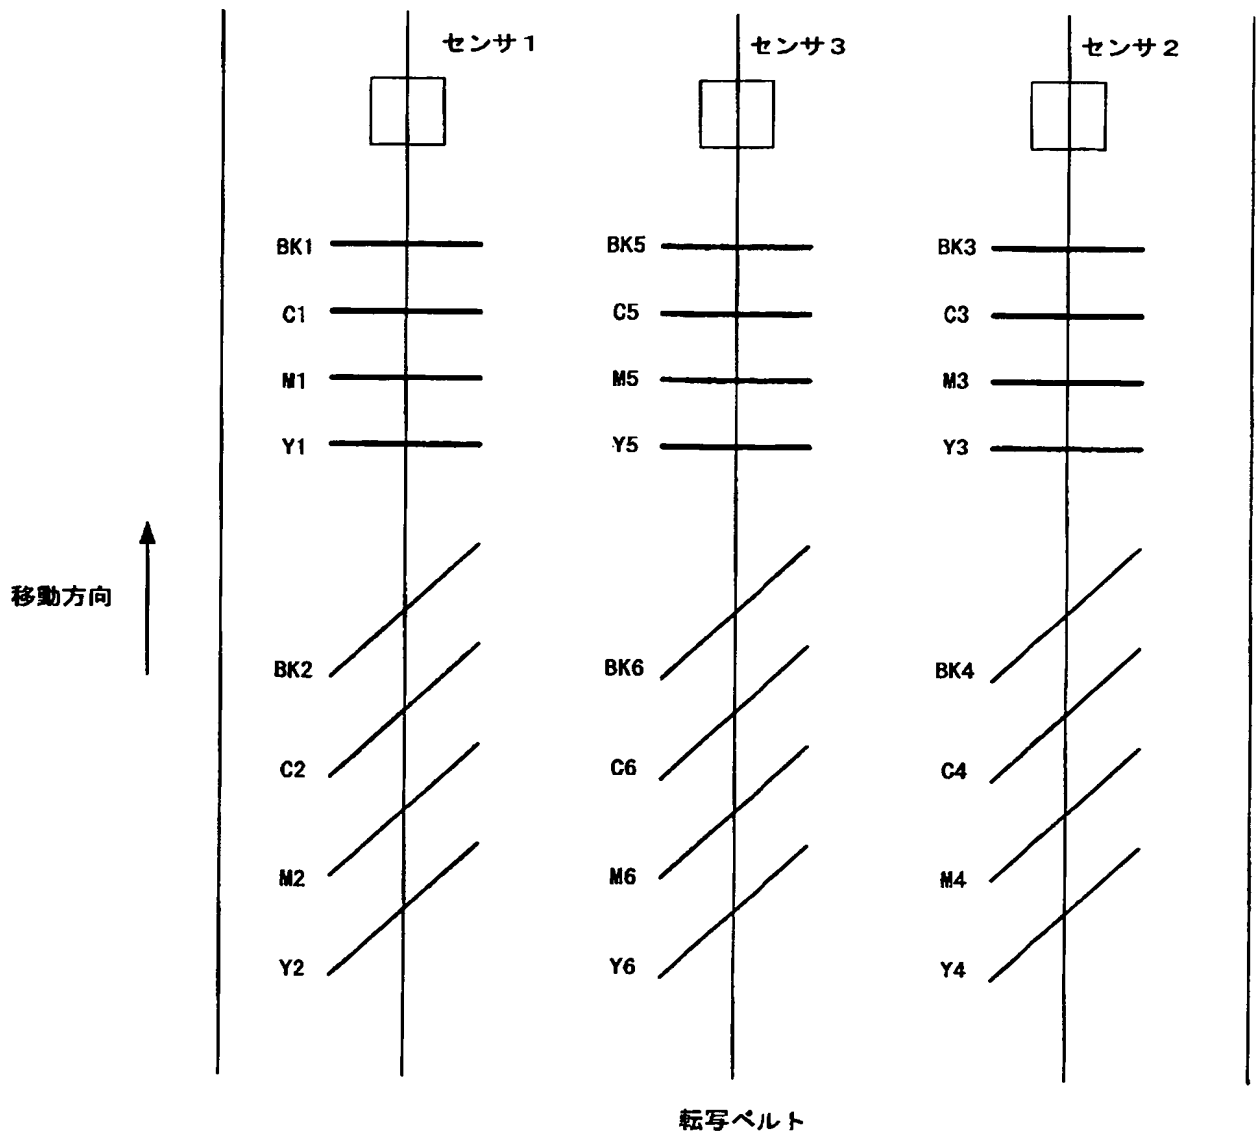 センサ1 センサ3 センサ2
BK1 BK5 BK3
C1 C5 C3
M1 M5 M3
Y1 Y5 Y3
移動方向
BK2 BK6 BK4
C2 C6 C4
M2 M6 M4
Y2 Y6 Y4
転写ベルト